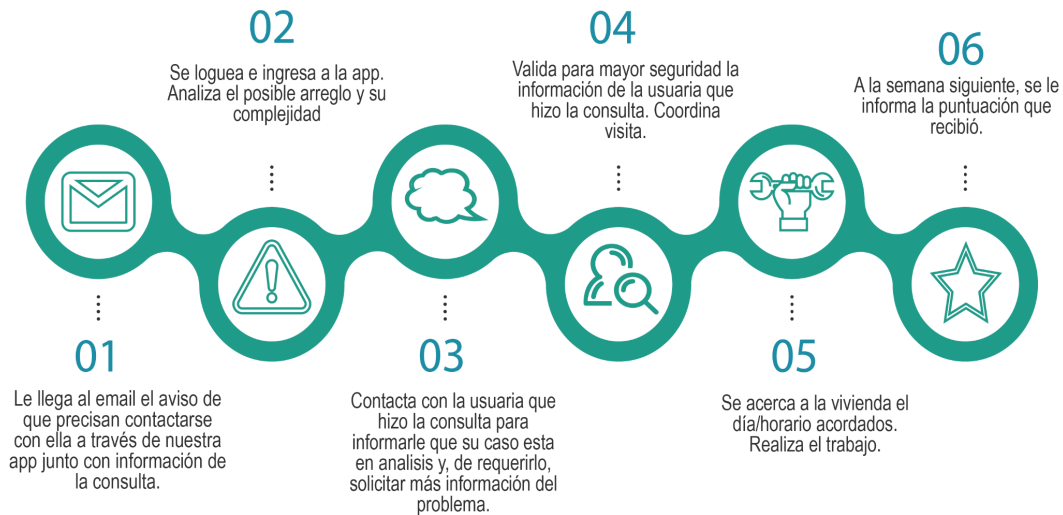 01
Le llega al email el aviso de
que precisan contactarse
con ella a través de nuestra
app junto con información de
la consulta.
02
Se loguea e ingresa a la app.
Analiza el posible arreglo y su
complejidad
03
Contacta con la usuaria que
hizo la consulta para
informarle que su caso esta
en analisis y, de requerirlo,
solicitar más información del
problema.
04
Valida para mayor seguridad la
información de la usuaria que
hizo la consulta. Coordina
visita.
05
Se acerca a la vivienda el
día/horario acordados.
Realiza el trabajo.
06
A la semana siguiente, se le
informa la puntuación que
recibió.